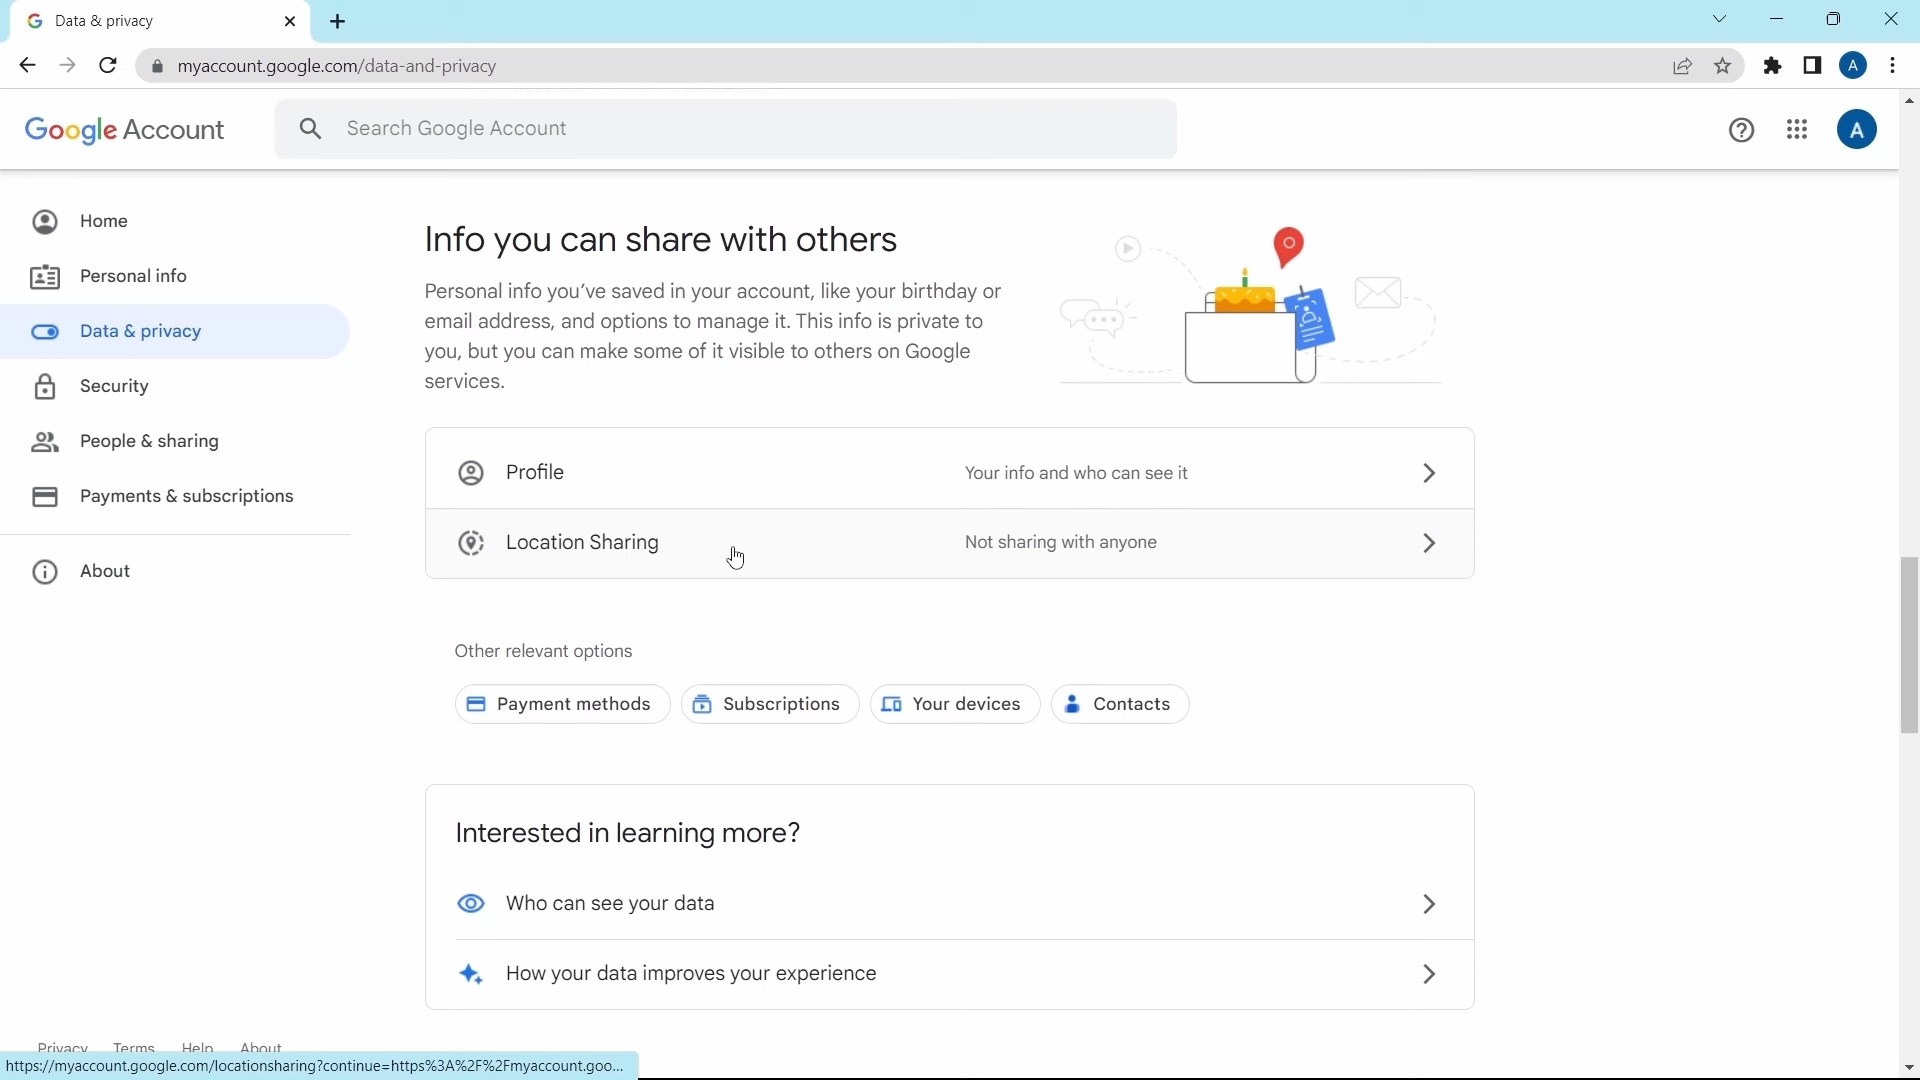 Data & privacy
myaccount.google.com/data-and-privacy
A
Google Account
Search Google Account
A
Home
Personal info
Data & privacy
Security
People & sharing
Payments & subscriptions
About
Info you can share with others
Personal info you've saved in your account, like your birthday or
email address, and options to manage it. This info is private to
you, but you can make some of it visible to others on Google
services.
Profile
Your info and who can see it
Location Sharing
Not sharing with anyone
Other relevant options
Payment methods
Subscriptions
Your devices
Contacts
Interested in learning more?
Who can see your data
How your data improves your experience
Privacy Terms Help About
https://myaccount.google.com/locationsharing?continue=https%3A%2F%2Fmyaccount.goo...